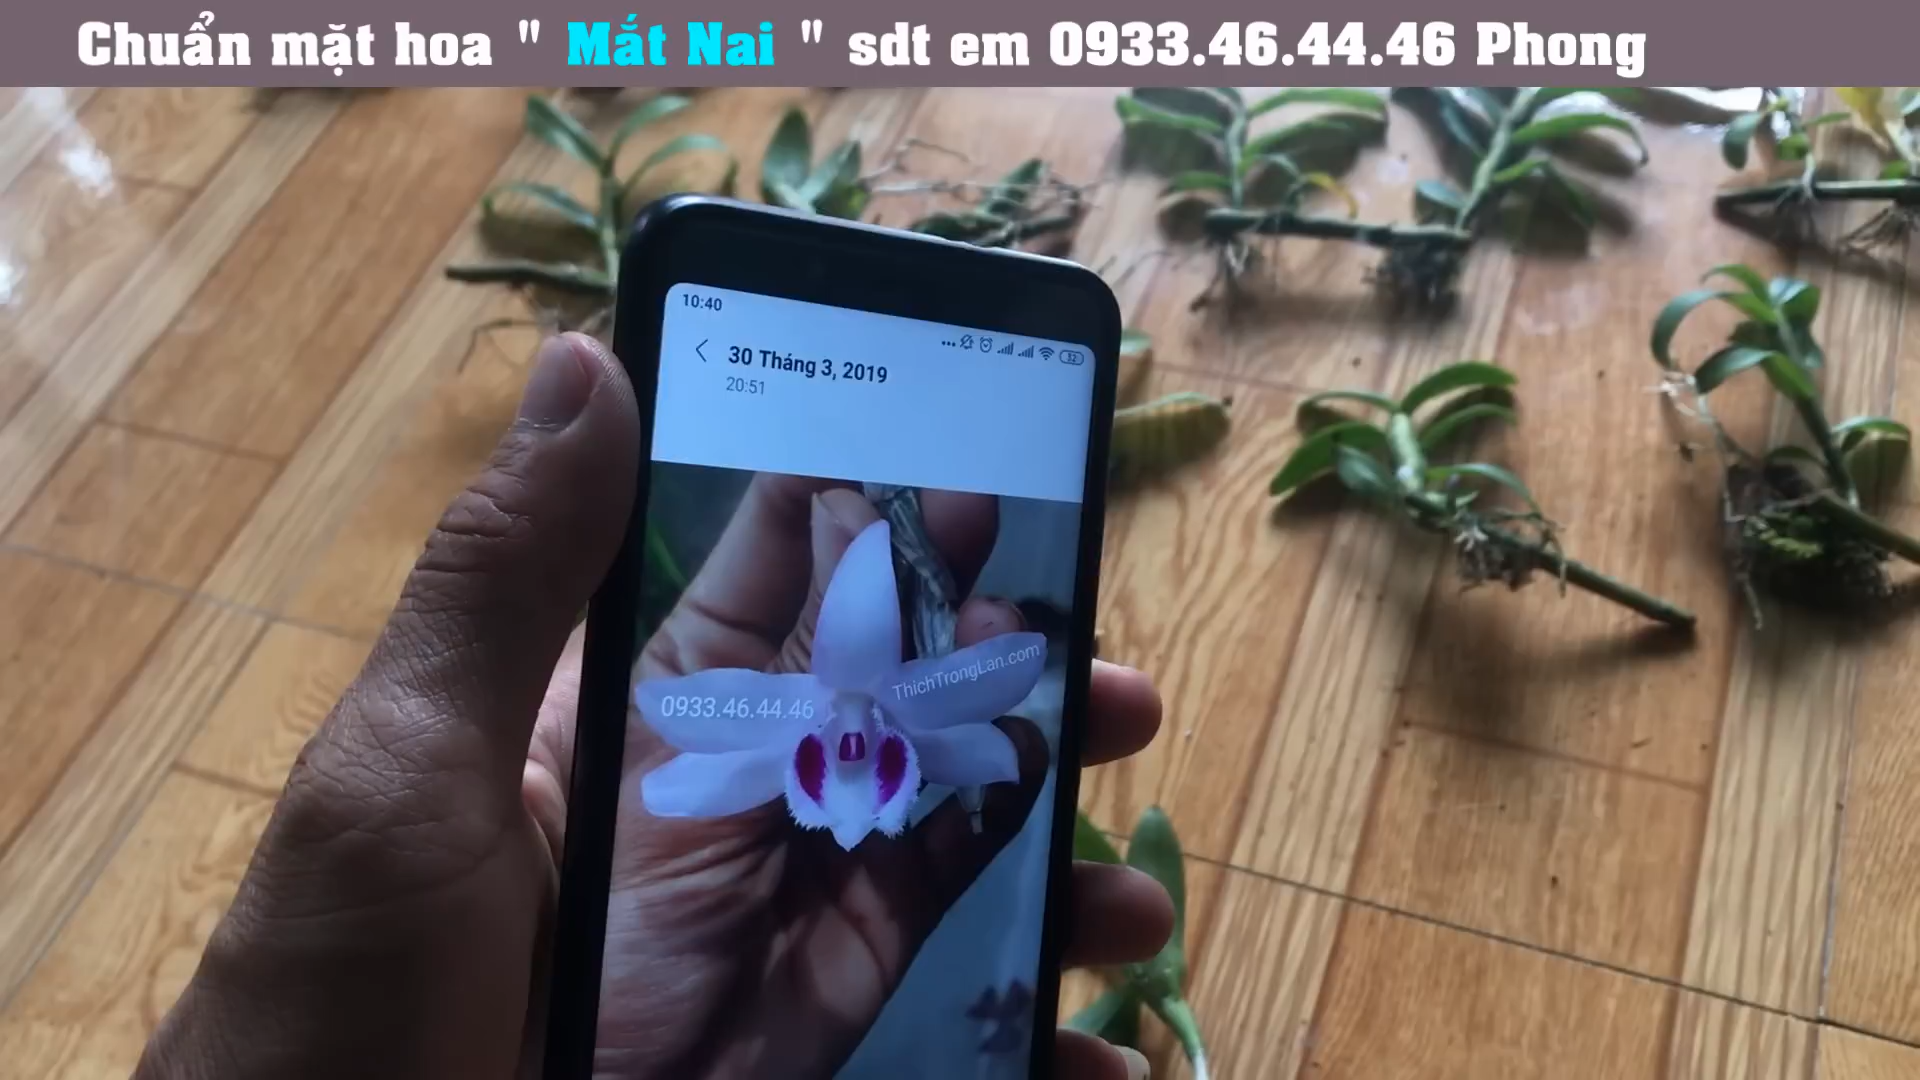 Chuẩn mặt hoa " Mắt Nai " sdt em 0933.46.44.46 Phong
10:40
32
30 Tháng 3, 2019
20:51
ThichTrongLan.com
0933.46.44.46